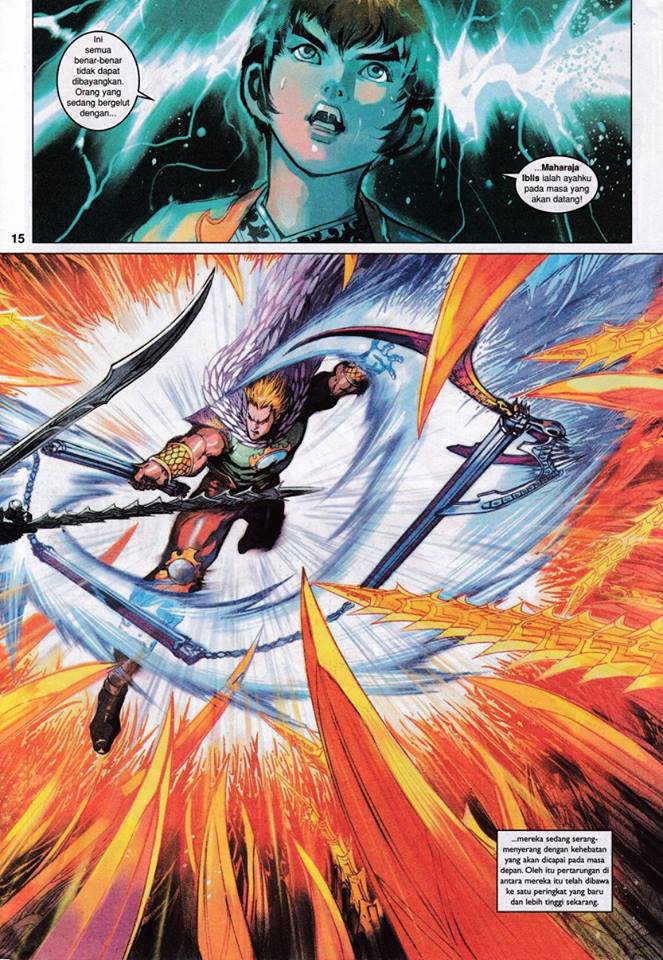 Ini
semua
benar-benar
tidak dapat
dibayangkan.
Orang yang
sedang bergelut
dengan...
...Maharaja
Iblis ialah ayahku
pada masa yang
akan datang!
15
...mereka sedang serang-
menyerang dengan kehebatan
yang akan dicapai pada masa
depan. Oleh itu pertarungan di
antara mereka itu telah dibawa
ke satu peringkat yang baru
dan lebih tinggi sekarang.